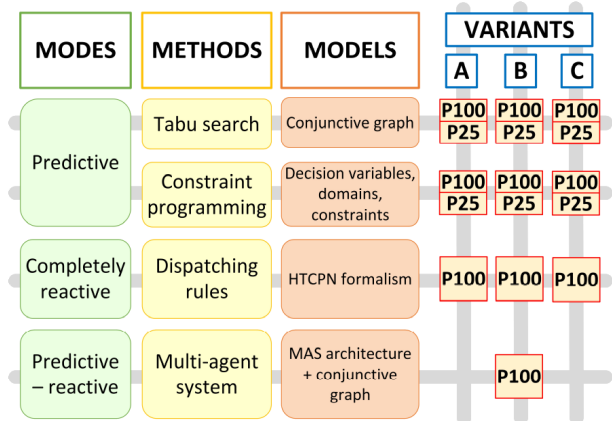 MODES
METHODS
MODELS
VARIANTS
A
B
C
Predictive
Tabu search
Conjunctive graph
P100
P25
P100
P25
P100
P25
Constraint
programming
Decision variables,
domains,
constraints
P100
P25
P100
P25
P100
P25
Completely
reactive
Dispatching
rules
HTCPN formalism
P100
P100
P100
Predictive
– reactive
Multi-agent
system
MAS architecture
+ conjunctive
graph
P100